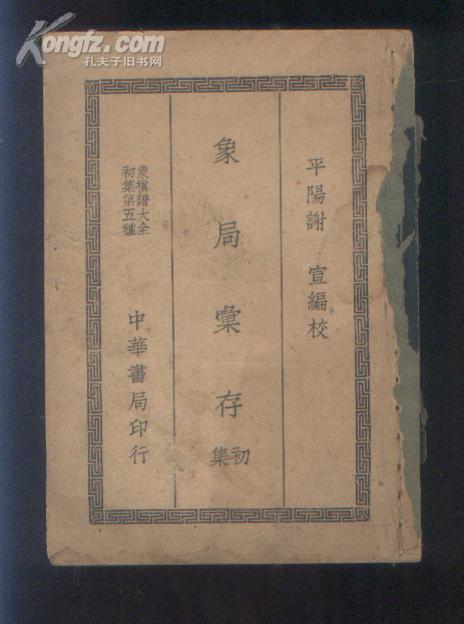 Kongfz.com
孔夫子旧书网
平陽謝 宣編校
象局彙存 初集
象棋譜大全
初集第五種
中華書局印行